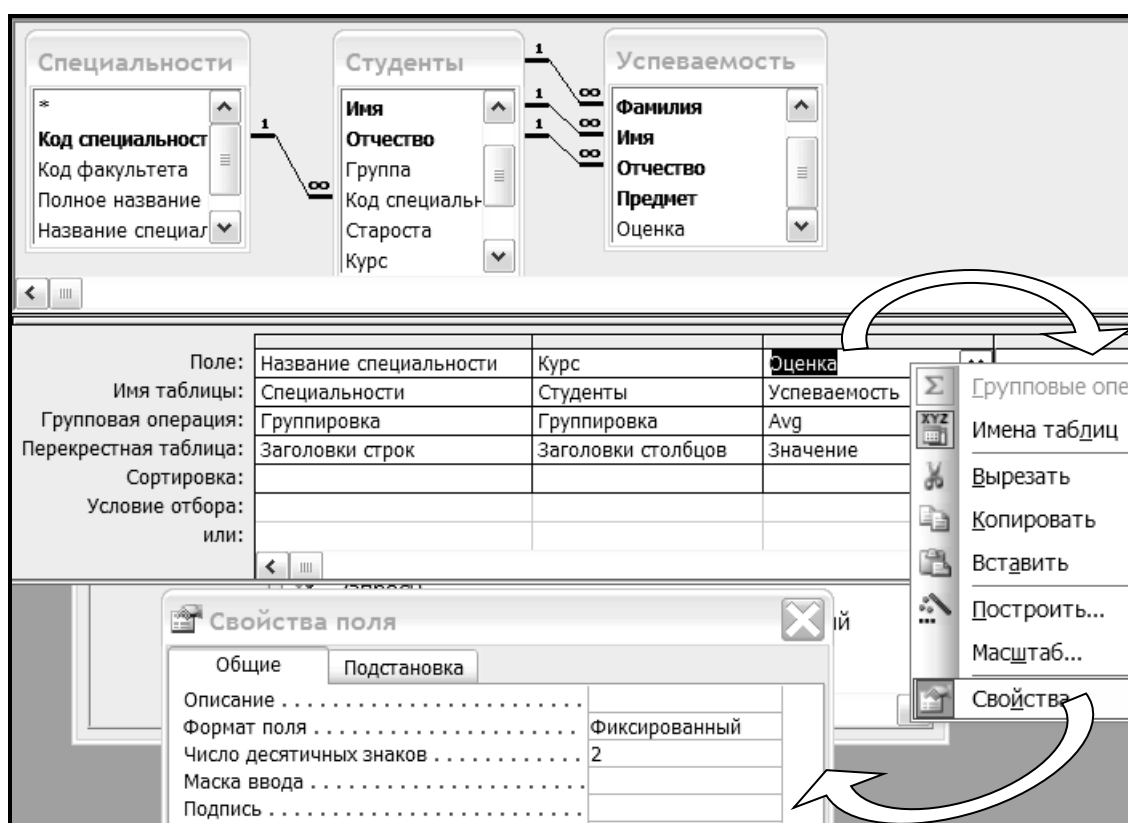 Специальности
*
Код специальност
Код факультета
Полное название
Название специал
1
∞
Студенты
Имя
Отчество
Группа
Код специальн
Староста
Курс
1
1
1
∞
∞
∞
Успеваемость
Фамилия
Имя
Отчество
Предмет
Оценка
Поле: Название специальности Курс Оценка
Имя таблицы: Специальности Студенты Успеваемость
Групповая операция: Группировка Группировка Avg
Перекрестная таблица: Заголовки строк Заголовки столбцов Значение
Сортировка:
Условие отбора:
или:
Σ Групповые опе
XYZ Имена таблиц
Вырезать
Копировать
Вставить
Построить...
Масштаб...
Свойства
ый
Свойства поля
Общие Подстановка
Описание . . . . . . . . . . . . . . . . . . . . . . . . .
Формат поля . . . . . . . . . . . . . . . . . . . . . . Фиксированный
Число десятичных знаков . . . . . . . . . . . . 2
Маска ввода . . . . . . . . . . . . . . . . . . . . . . .
Подпись . . . . . . . . . . . . . . . . . . . . . . . . . .